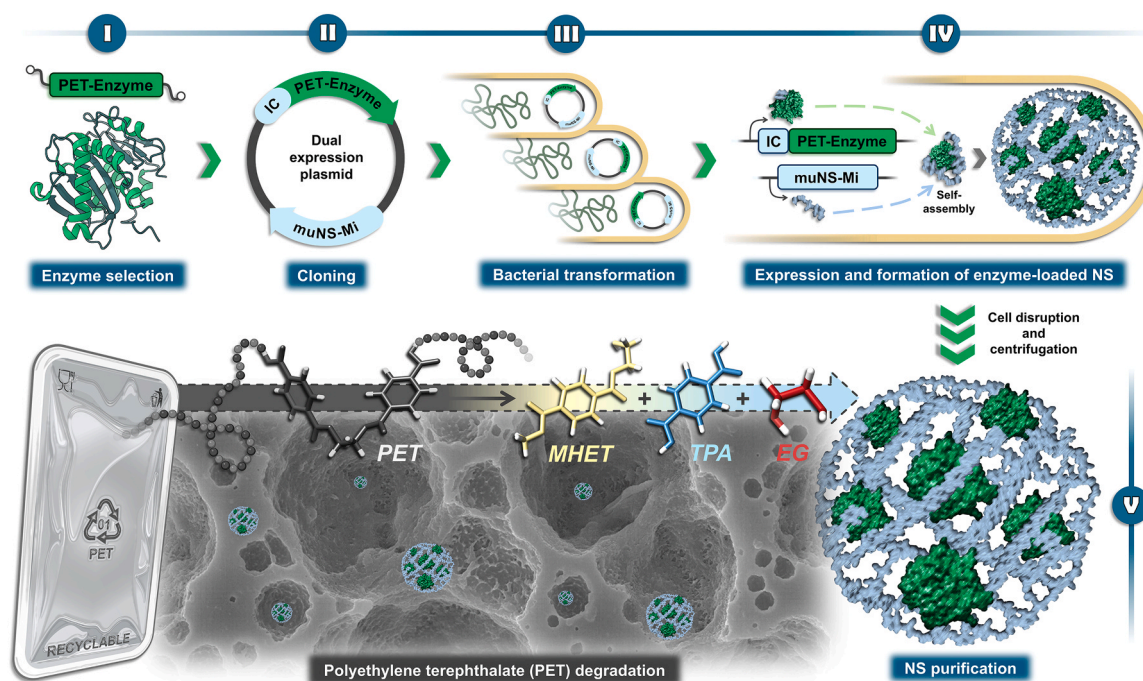 I
II
III
IV
PET-Enzyme
IC
PET-Enzyme
Dual
expression
plasmid
muNS-Mi
IC
PET-Enzyme
muNS-Mi
Self-
assembly
Enzyme selection
Cloning
Bacterial transformation
Expression and formation of enzyme-loaded NS
Cell disruption
and
centrifugation
PET
MHET
+
TPA
+
EG
V
01
PET
RECYCLABLE
Polyethylene terephthalate (PET) degradation
NS purification